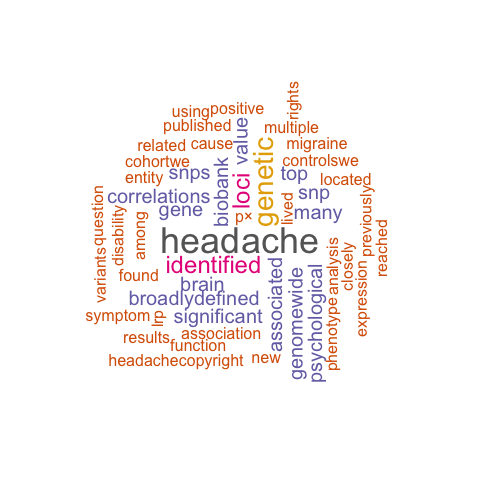 using
positive
rights
published
value
multiple
related
cause
genetic
migraine
cohortwe
biobank
loci
controlswe
entity
snps
top
located
correlations
snp
question
gene
p×
lived
many
previously
disability
among
headache
reached
variants
found
identified
associated
analysis
closely
brain
genomewide
psychological
broadlydefined
phenotype
expression
symptom
lrp
significant
results
association
function
headachecopyright
new